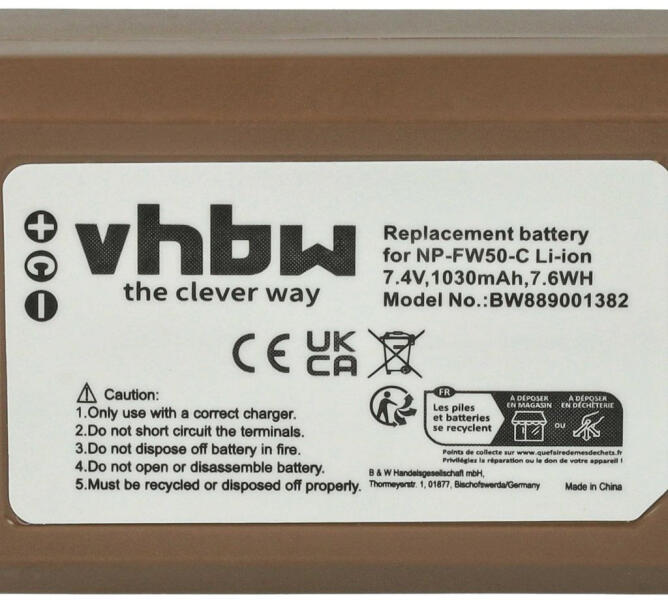 vhbw
the clever way
Replacement battery
for NP-FW50-C Li-ion
7.4V,1030mAh,7.6WH
Model No.:BW889001382
+
C
−
CE
UK
CA
Caution:
1.Only use with a correct charger.
2.Do not short circuit the terminals.
3.Do not dispose off battery in fire.
4.Do not open or disassemble battery.
5.Must be recycled or disposed off properly.
FR
Les piles
et batteries
se recyclent
À DÉPOSER
EN MAGASIN
OU
À DÉPOSER
EN DÉCHÈTERIE
Points de collecte sur www.quefairedemesdechets.fr
Privilégiez la réparation ou le don de votre appareil !
B & W Handelsgesellschaft mbH,
Thormeyerstr. 1, 01877, Bischofswerda/Germany
Made in China